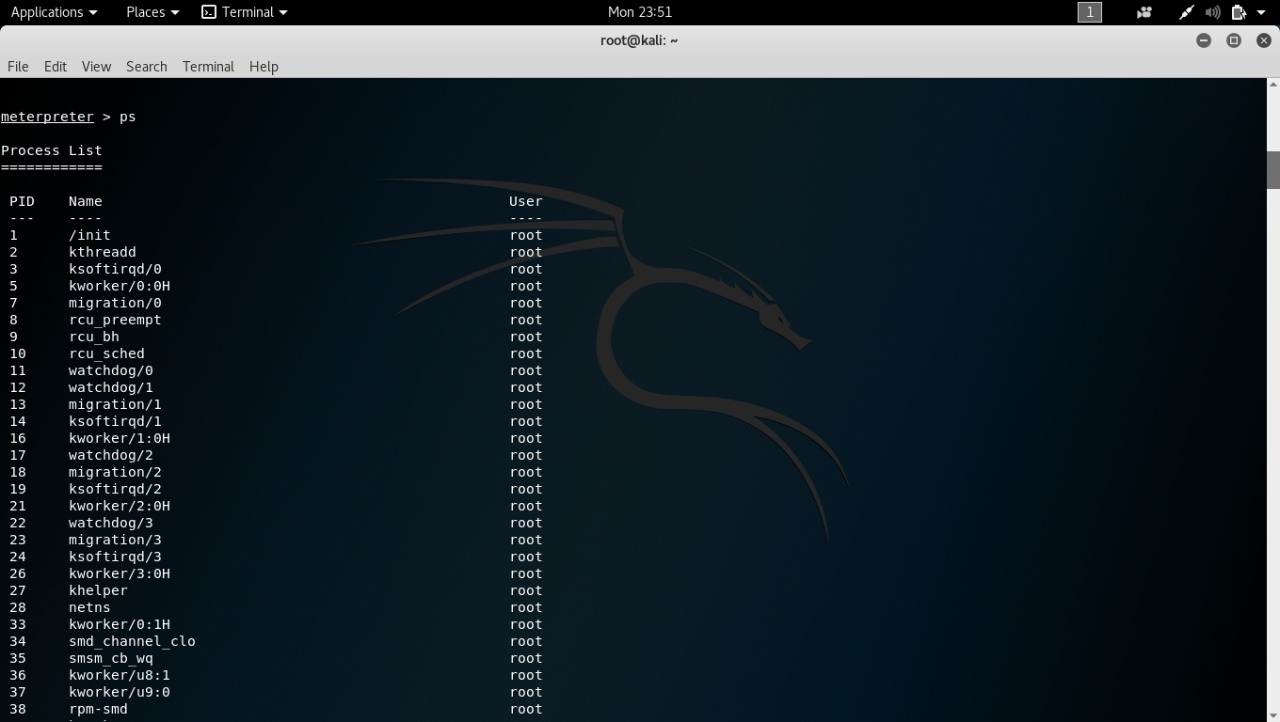 Applications Places Terminal Mon 23:51 1
root@kali: ~
File Edit View Search Terminal Help
meterpreter > ps
Process List
============
PID Name User
--- ---- ----
1 /init root
2 kthreadd root
3 ksoftirqd/0 root
5 kworker/0:0H root
7 migration/0 root
8 rcu_preempt root
9 rcu_bh root
10 rcu_sched root
11 watchdog/0 root
12 watchdog/1 root
13 migration/1 root
14 ksoftirqd/1 root
16 kworker/1:0H root
17 watchdog/2 root
18 migration/2 root
19 ksoftirqd/2 root
21 kworker/2:0H root
22 watchdog/3 root
23 migration/3 root
24 ksoftirqd/3 root
26 kworker/3:0H root
27 khelper root
28 netns root
33 kworker/0:1H root
34 smd_channel_clo root
35 smsm_cb_wq root
36 kworker/u8:1 root
37 kworker/u9:0 root
38 rpm-smd root